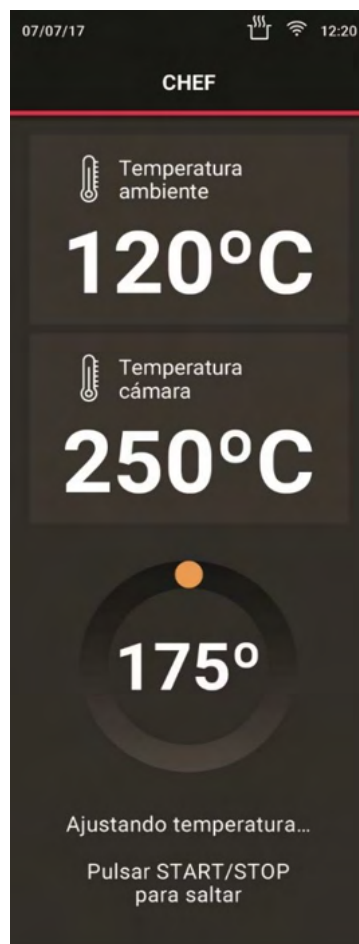 07/07/17 12:20
CHEF
Temperatura
ambiente
120ºC
Temperatura
cámara
250ºC
175º
Ajustando temperatura...
Pulsar START/STOP
para saltar